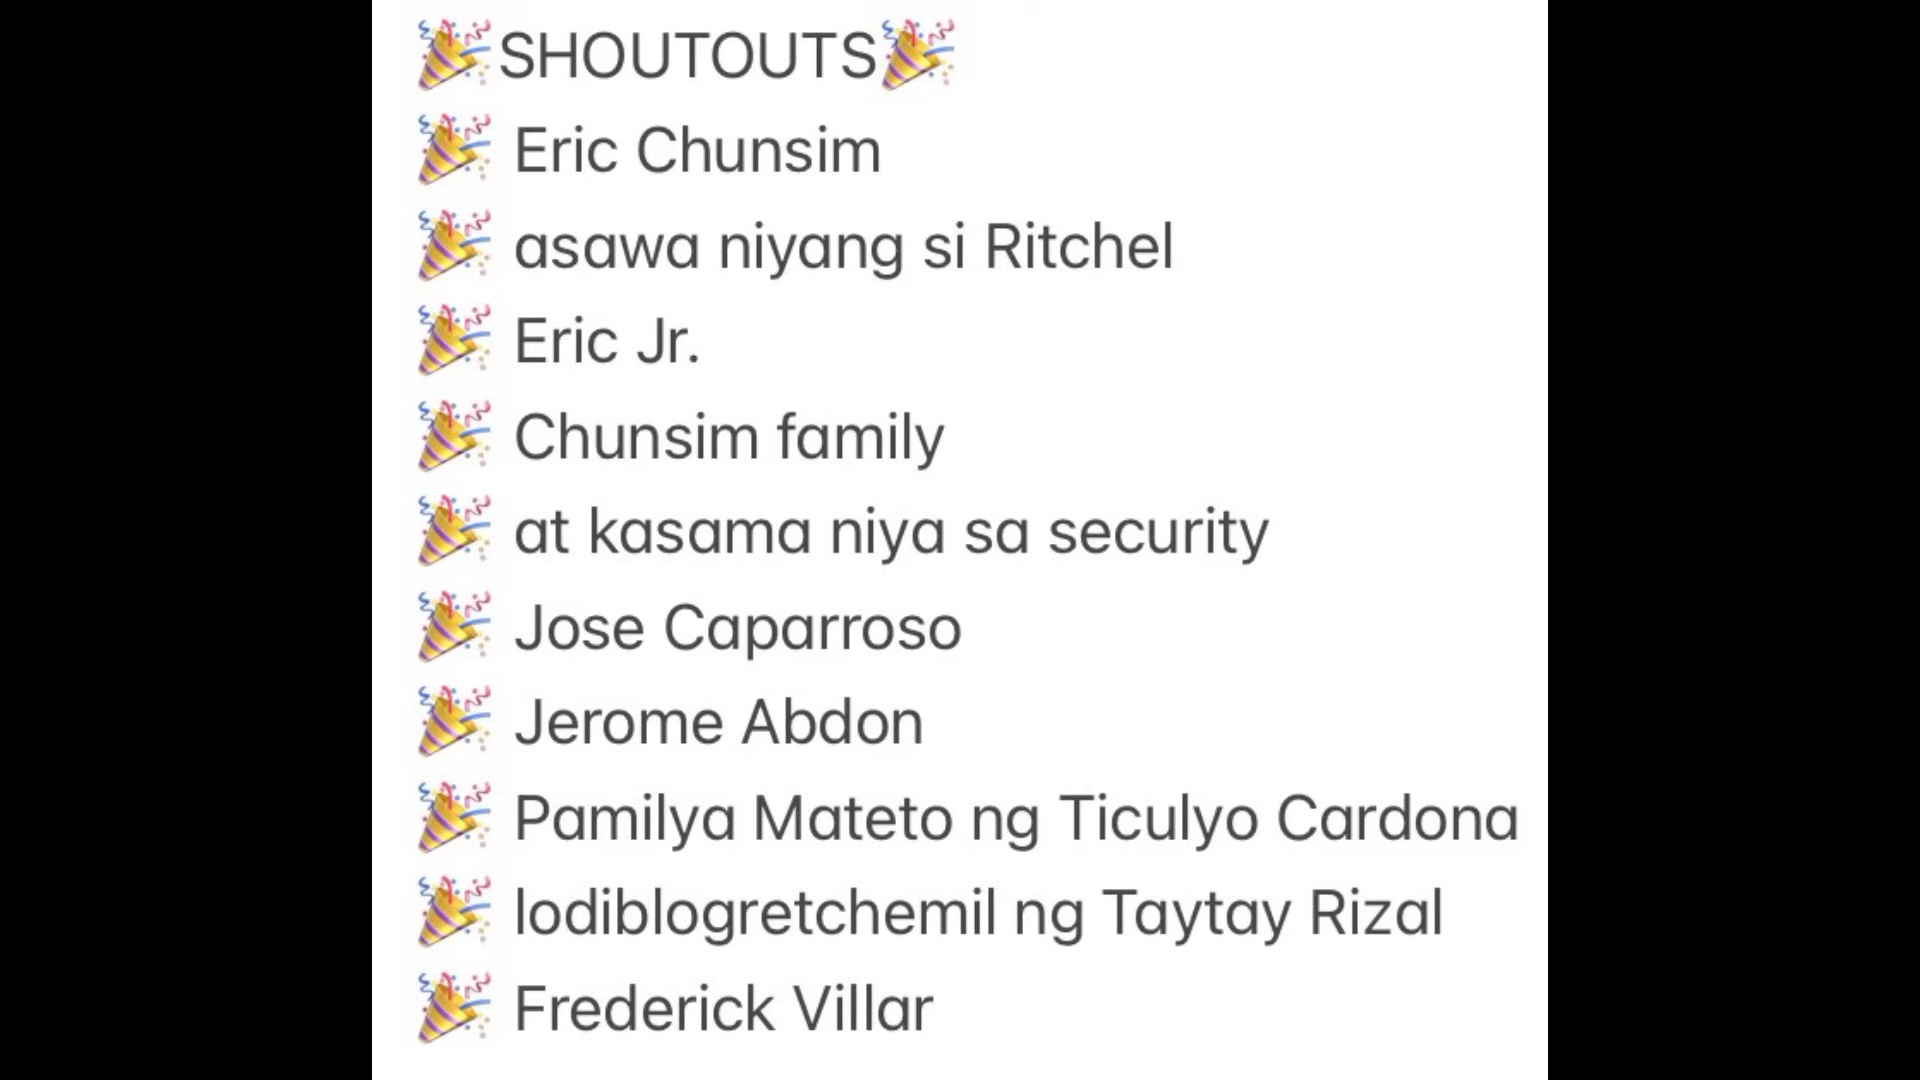 🎉SHOUTOUTS🎉
🎉 Eric Chunsim
🎉 asawa niyang si Ritchel
🎉 Eric Jr.
🎉 Chunsim family
🎉 at kasama niya sa security
🎉 Jose Caparroso
🎉 Jerome Abdon
🎉 Pamilya Mateto ng Ticulyo Cardona
🎉 lodiblogretchemil ng Taytay Rizal
🎉 Frederick Villar